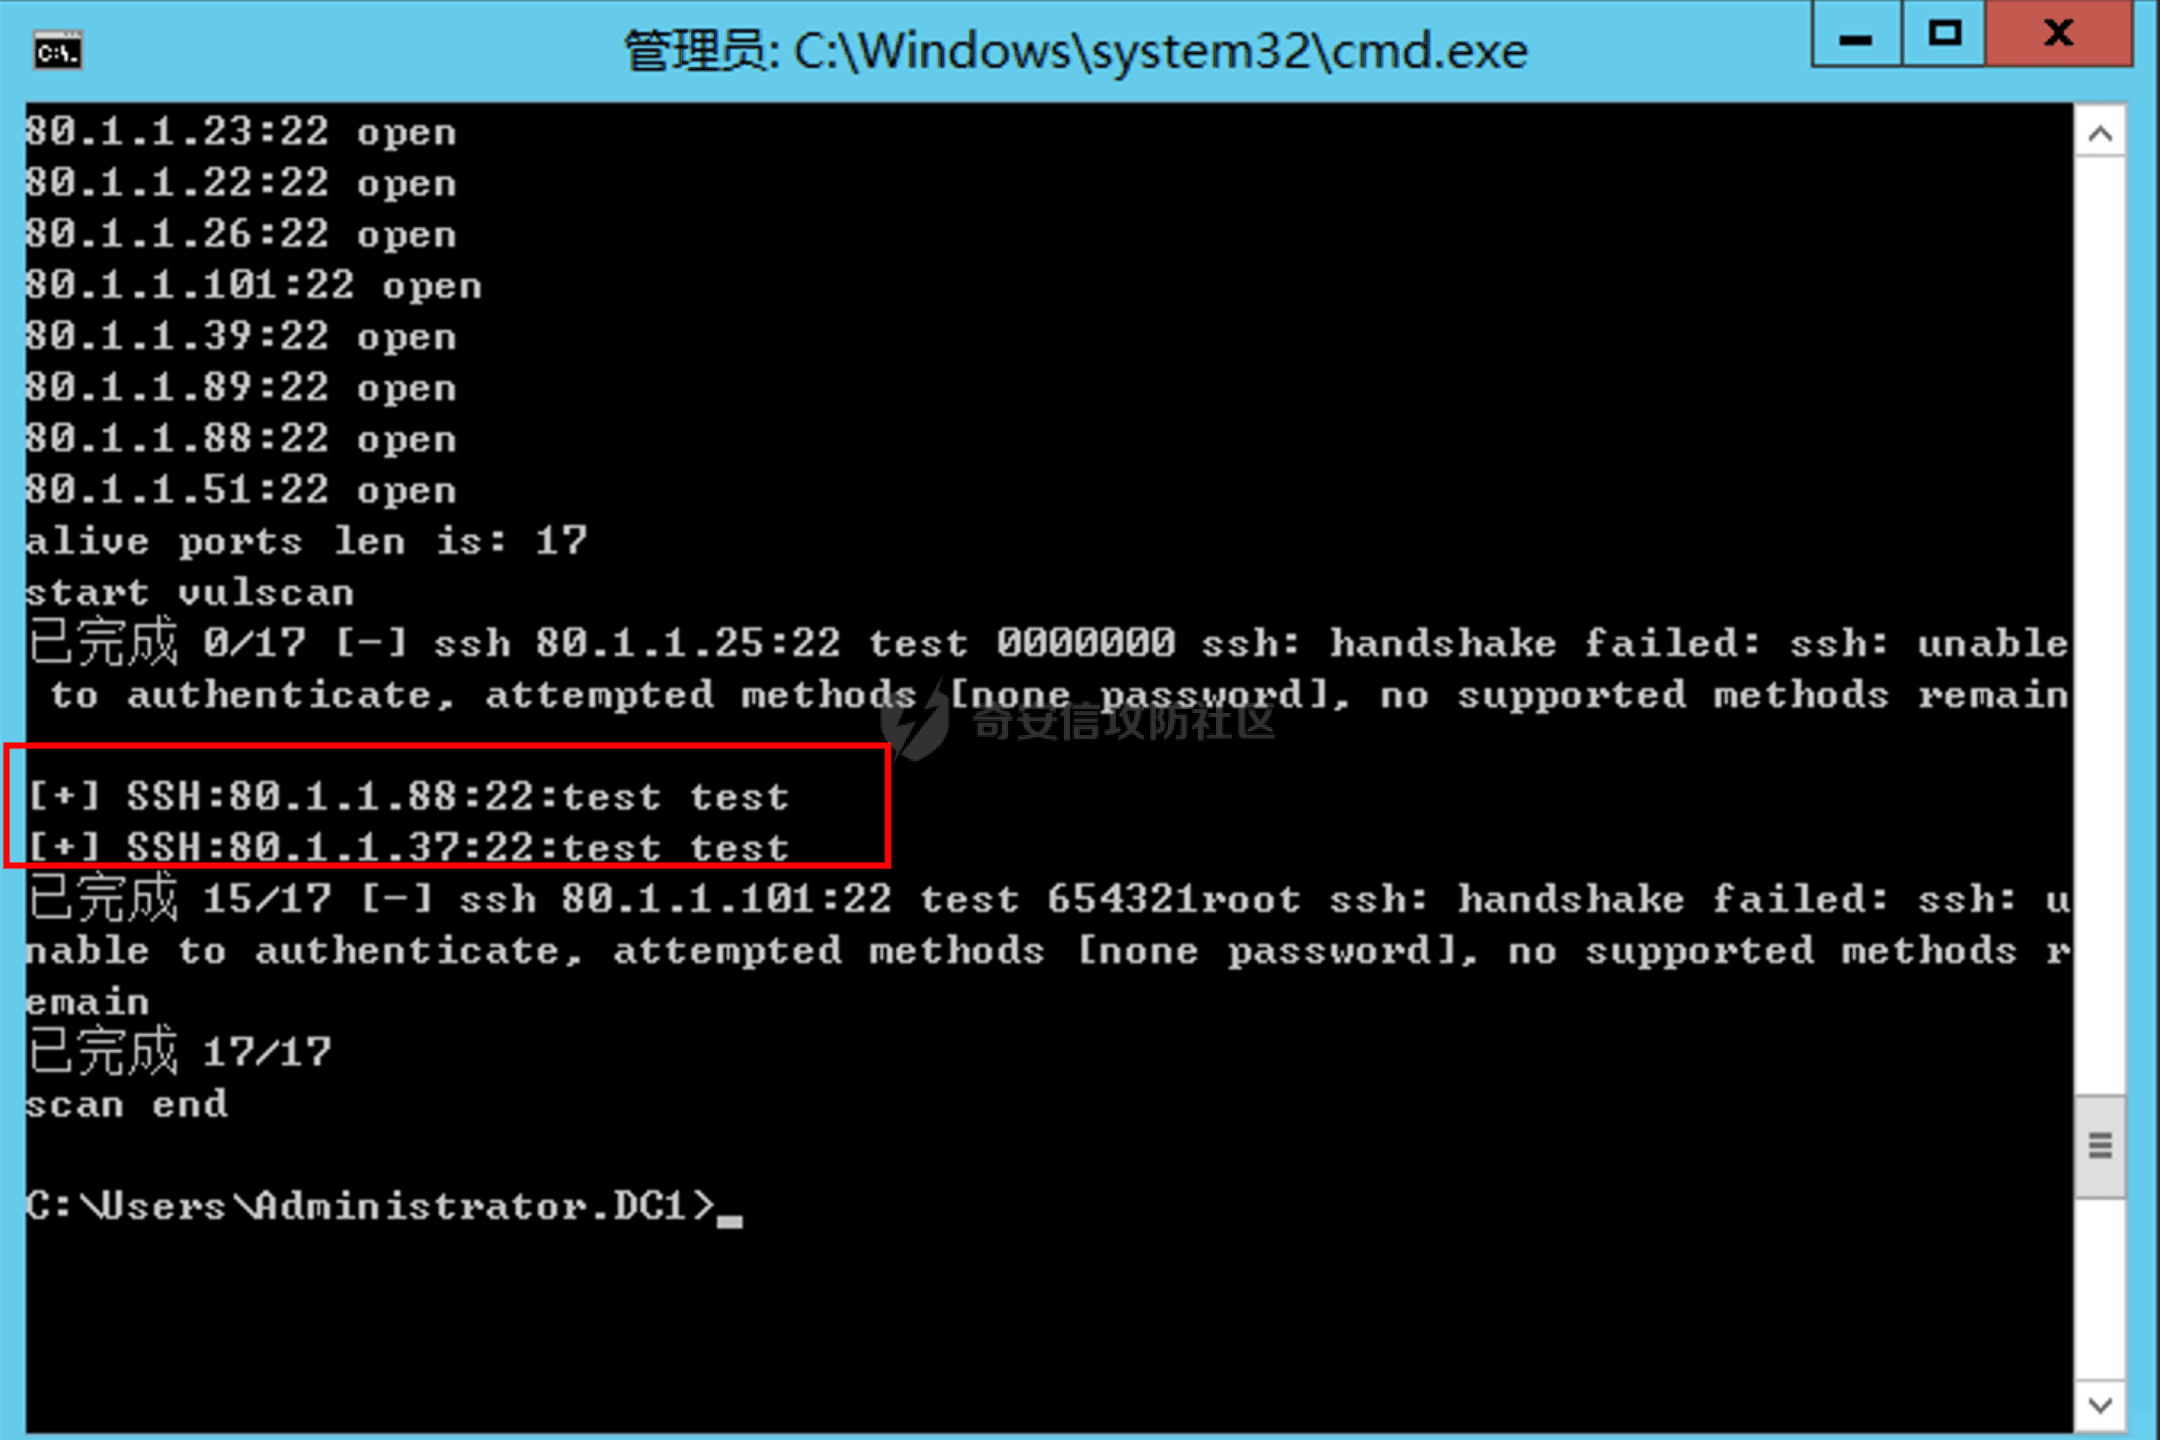 管理员: C:\Windows\system32\cmd.exe
80.1.1.23:22 open
80.1.1.22:22 open
80.1.1.26:22 open
80.1.1.101:22 open
80.1.1.39:22 open
80.1.1.89:22 open
80.1.1.88:22 open
80.1.1.51:22 open
alive ports len is: 17
start vulscan
已完成 0/17 [-] ssh 80.1.1.25:22 test 0000000 ssh: handshake failed: ssh: unable
to authenticate, attempted methods [none password], no supported methods remain
奇安信攻防社区
[+] SSH:80.1.1.88:22:test test
[+] SSH:80.1.1.37:22:test test
已完成 15/17 [-] ssh 80.1.1.101:22 test 654321root ssh: handshake failed: ssh: u
nable to authenticate, attempted methods [none password], no supported methods r
emain
已完成 17/17
scan end
C:\Users\Administrator.DC1>